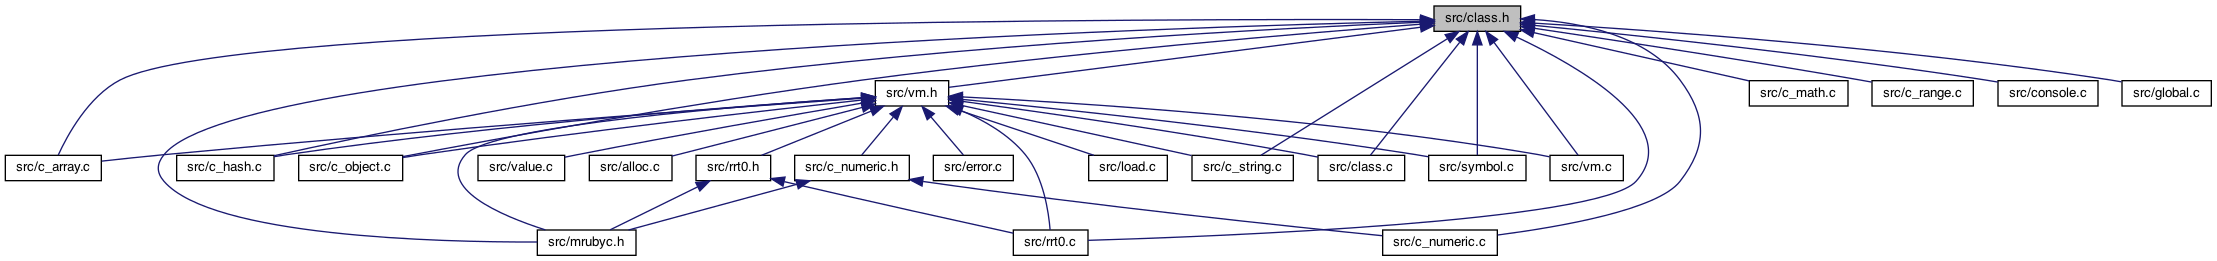 src/class.h
src/vm.h
src/c_math.c
src/c_range.c
src/console.c
src/global.c
src/c_array.c
src/c_hash.c
src/c_object.c
src/value.c
src/alloc.c
src/rrt0.h
src/c_numeric.h
src/error.c
src/load.c
src/c_string.c
src/class.c
src/symbol.c
src/vm.c
src/mrubyc.h
src/rrt0.c
src/c_numeric.c